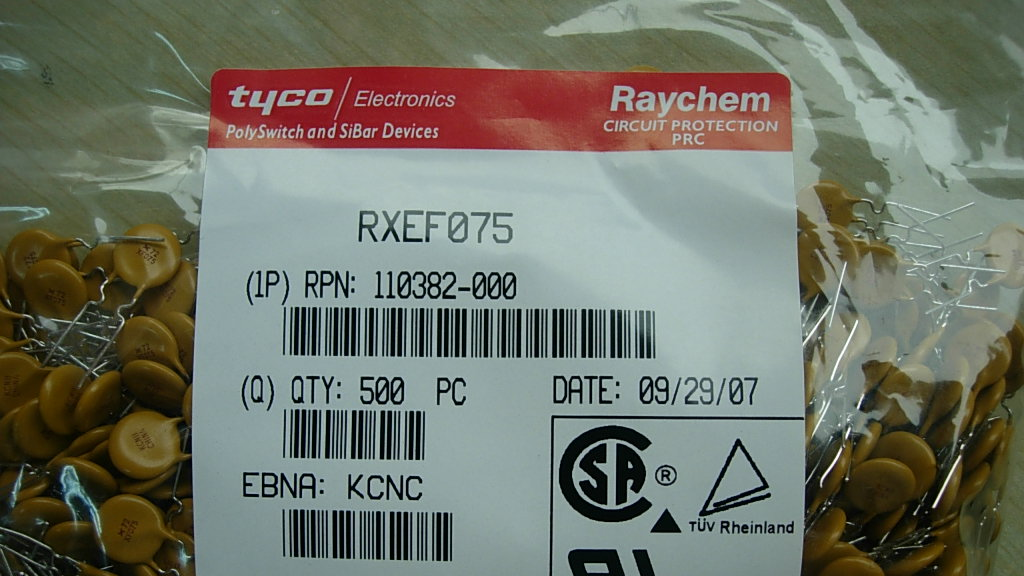 tyco / Electronics
PolySwitch and SiBar Devices
Raychem
CIRCUIT PROTECTION
PRC
RXEF075
(1P) RPN: 110382-000
(Q) QTY: 500 PC
DATE: 09/29/07
EBNA: KCNC
SA ®
TÜV Rheinland